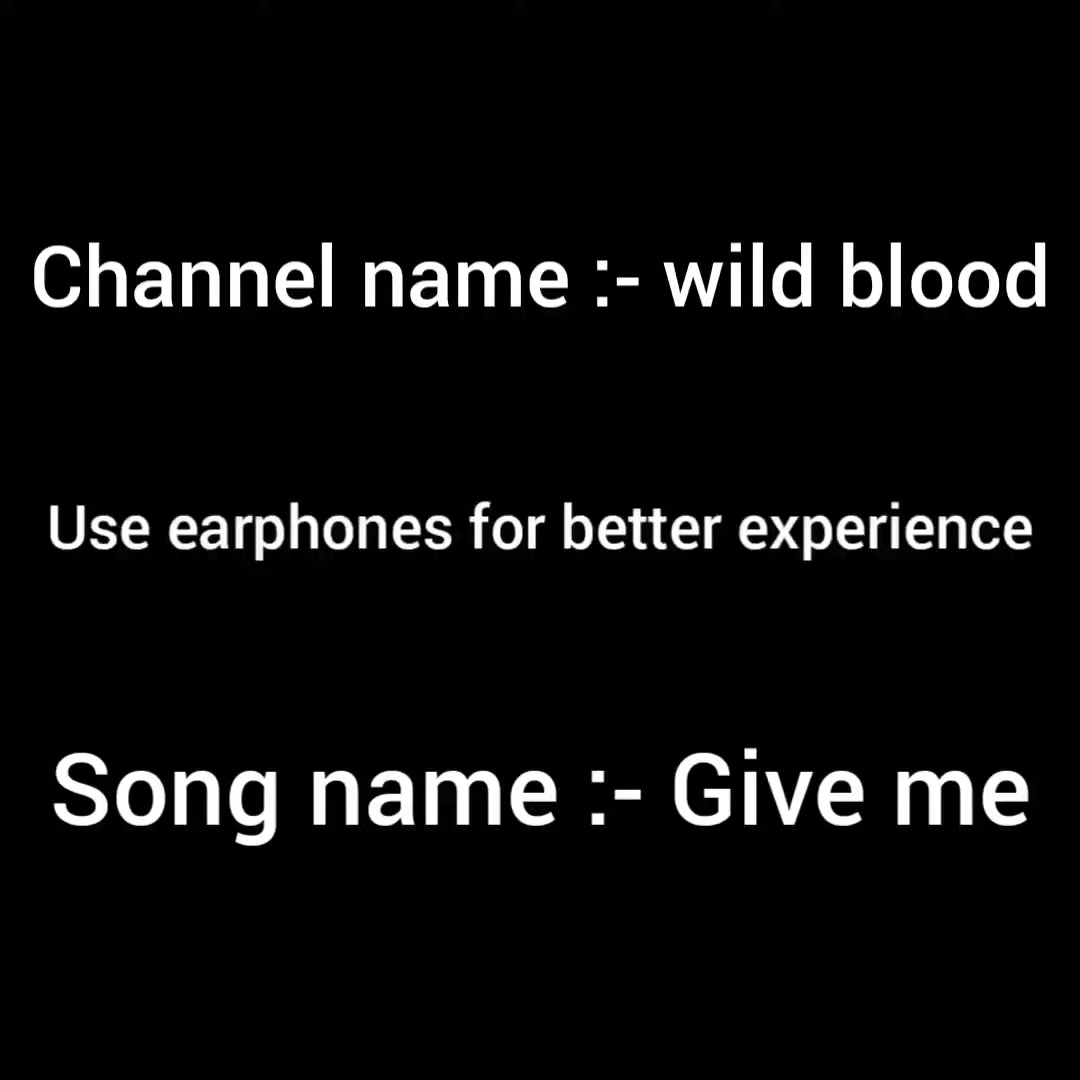 Channel name :- wild blood
Use earphones for better experience
Song name :- Give me